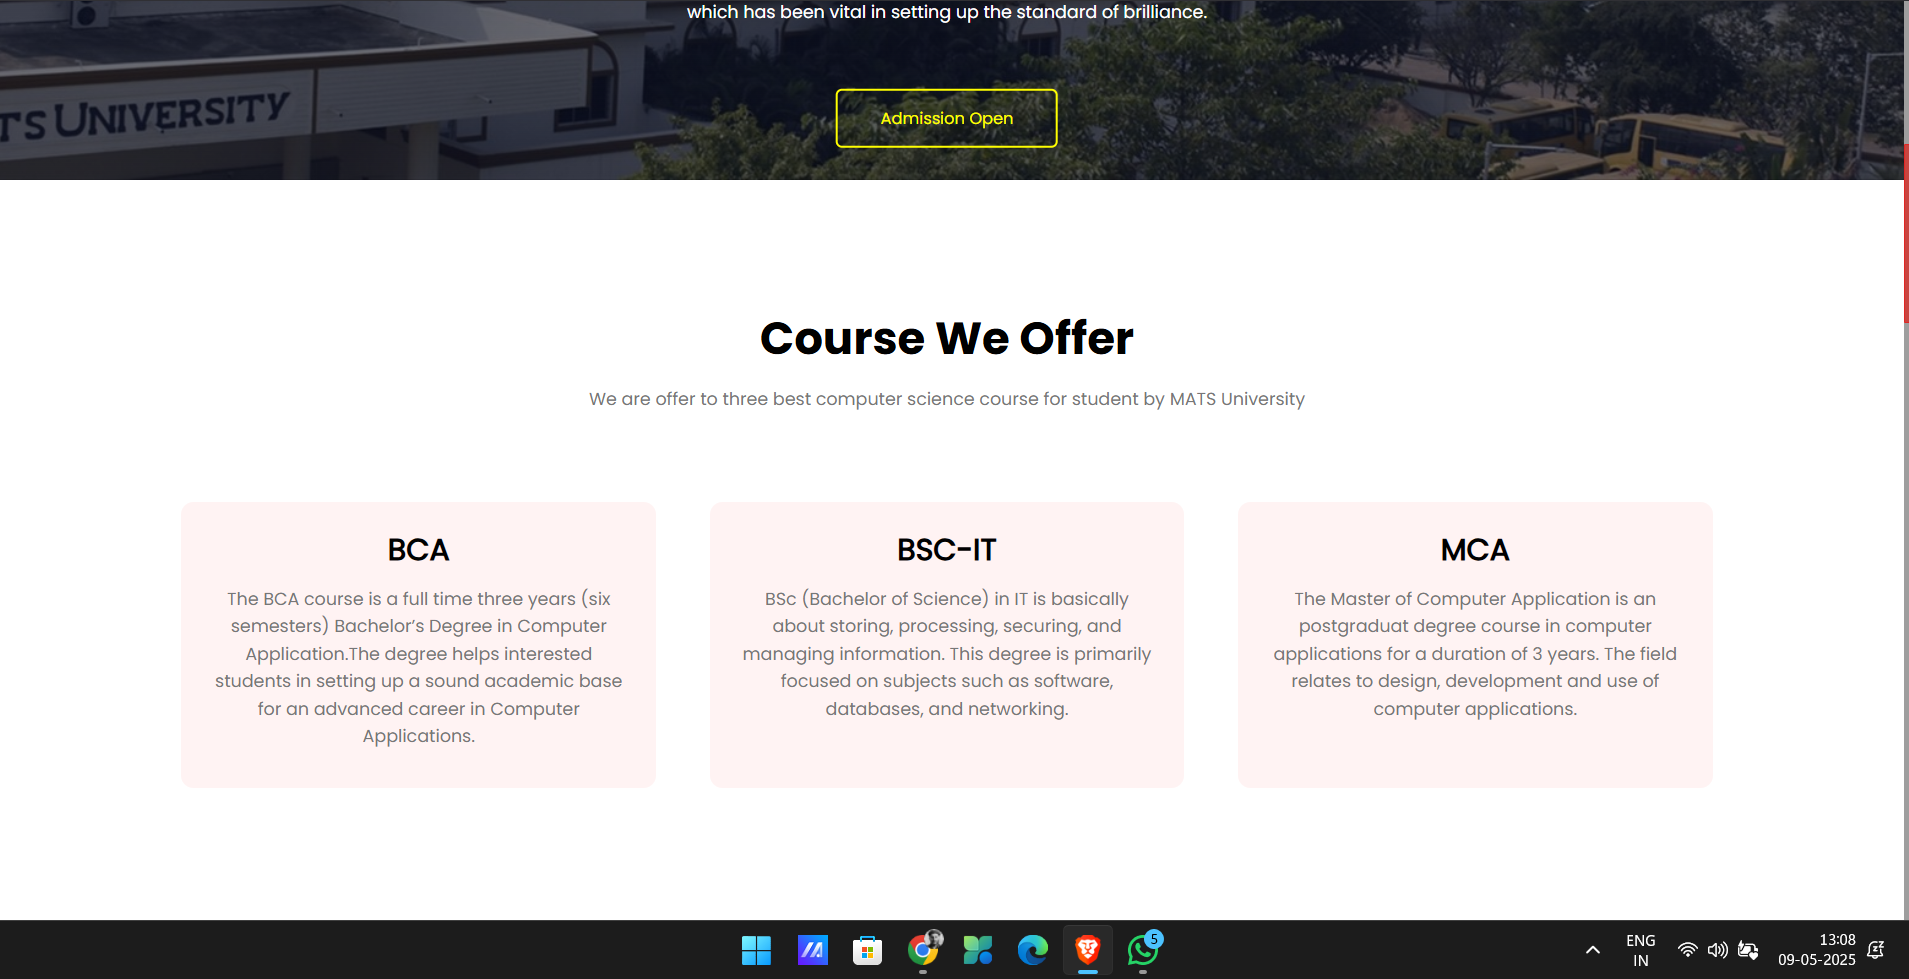 which has been vital in setting up the standard of brilliance.
TS UNIVERSITY
Admission Open
Course We Offer
We are offer to three best computer science course for student by MATS University
BCA
The BCA course is a full time three years (six
semesters) Bachelor’s Degree in Computer
Application.The degree helps interested
students in setting up a sound academic base
for an advanced career in Computer
Applications.
BSC-IT
BSc (Bachelor of Science) in IT is basically
about storing, processing, securing, and
managing information. This degree is primarily
focused on subjects such as software,
databases, and networking.
MCA
The Master of Computer Application is an
postgraduat degree course in computer
applications for a duration of 3 years. The field
relates to design, development and use of
computer applications.
5
ENG
IN
13:08
09-05-2025